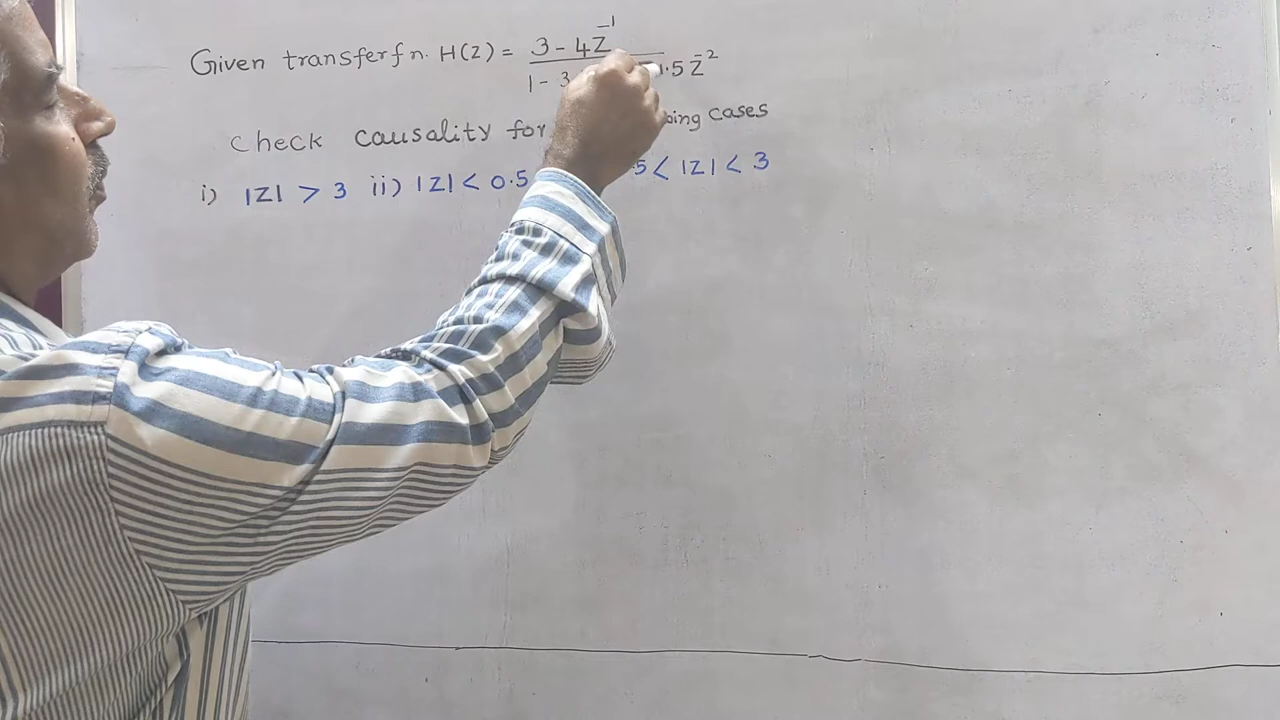 Given transfer fn. H(Z) = 3 - 4Z^-1
1 - 3 .5 Z^-2
check causality for cases
i) |Z| > 3 ii) |Z| < 0.5 5 < |Z| < 3